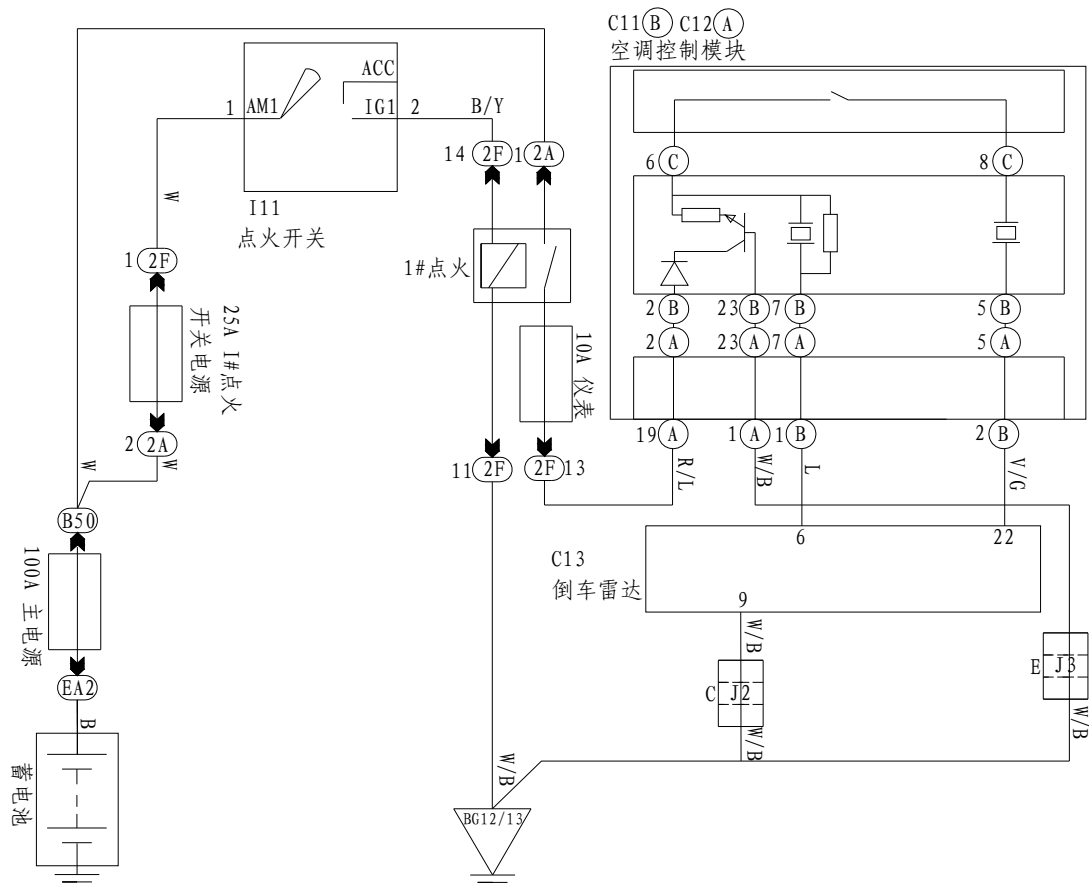 C11 B C12 A
空调控制模块
ACC
1 AM1
IG1 2
B/Y
14 2F
1 2A
6 C
8 C
W
I11
点火开关
1 2F
1#点火
25A I#点火
开关电源
10A 仪表
2 B
23 B
7 B
5 B
2 A
23 A
7 A
5 A
2 2A
W
W
19 A
1 A
1 B
2 B
11 2F
2F 13
R/L
W/B
L
V/G
B50
6
22
C13
倒车雷达
9
100A 主电源
W/B
E J3
C J2
EA2
B
W/B
W/B
W/B
蓄电池
BG12/13